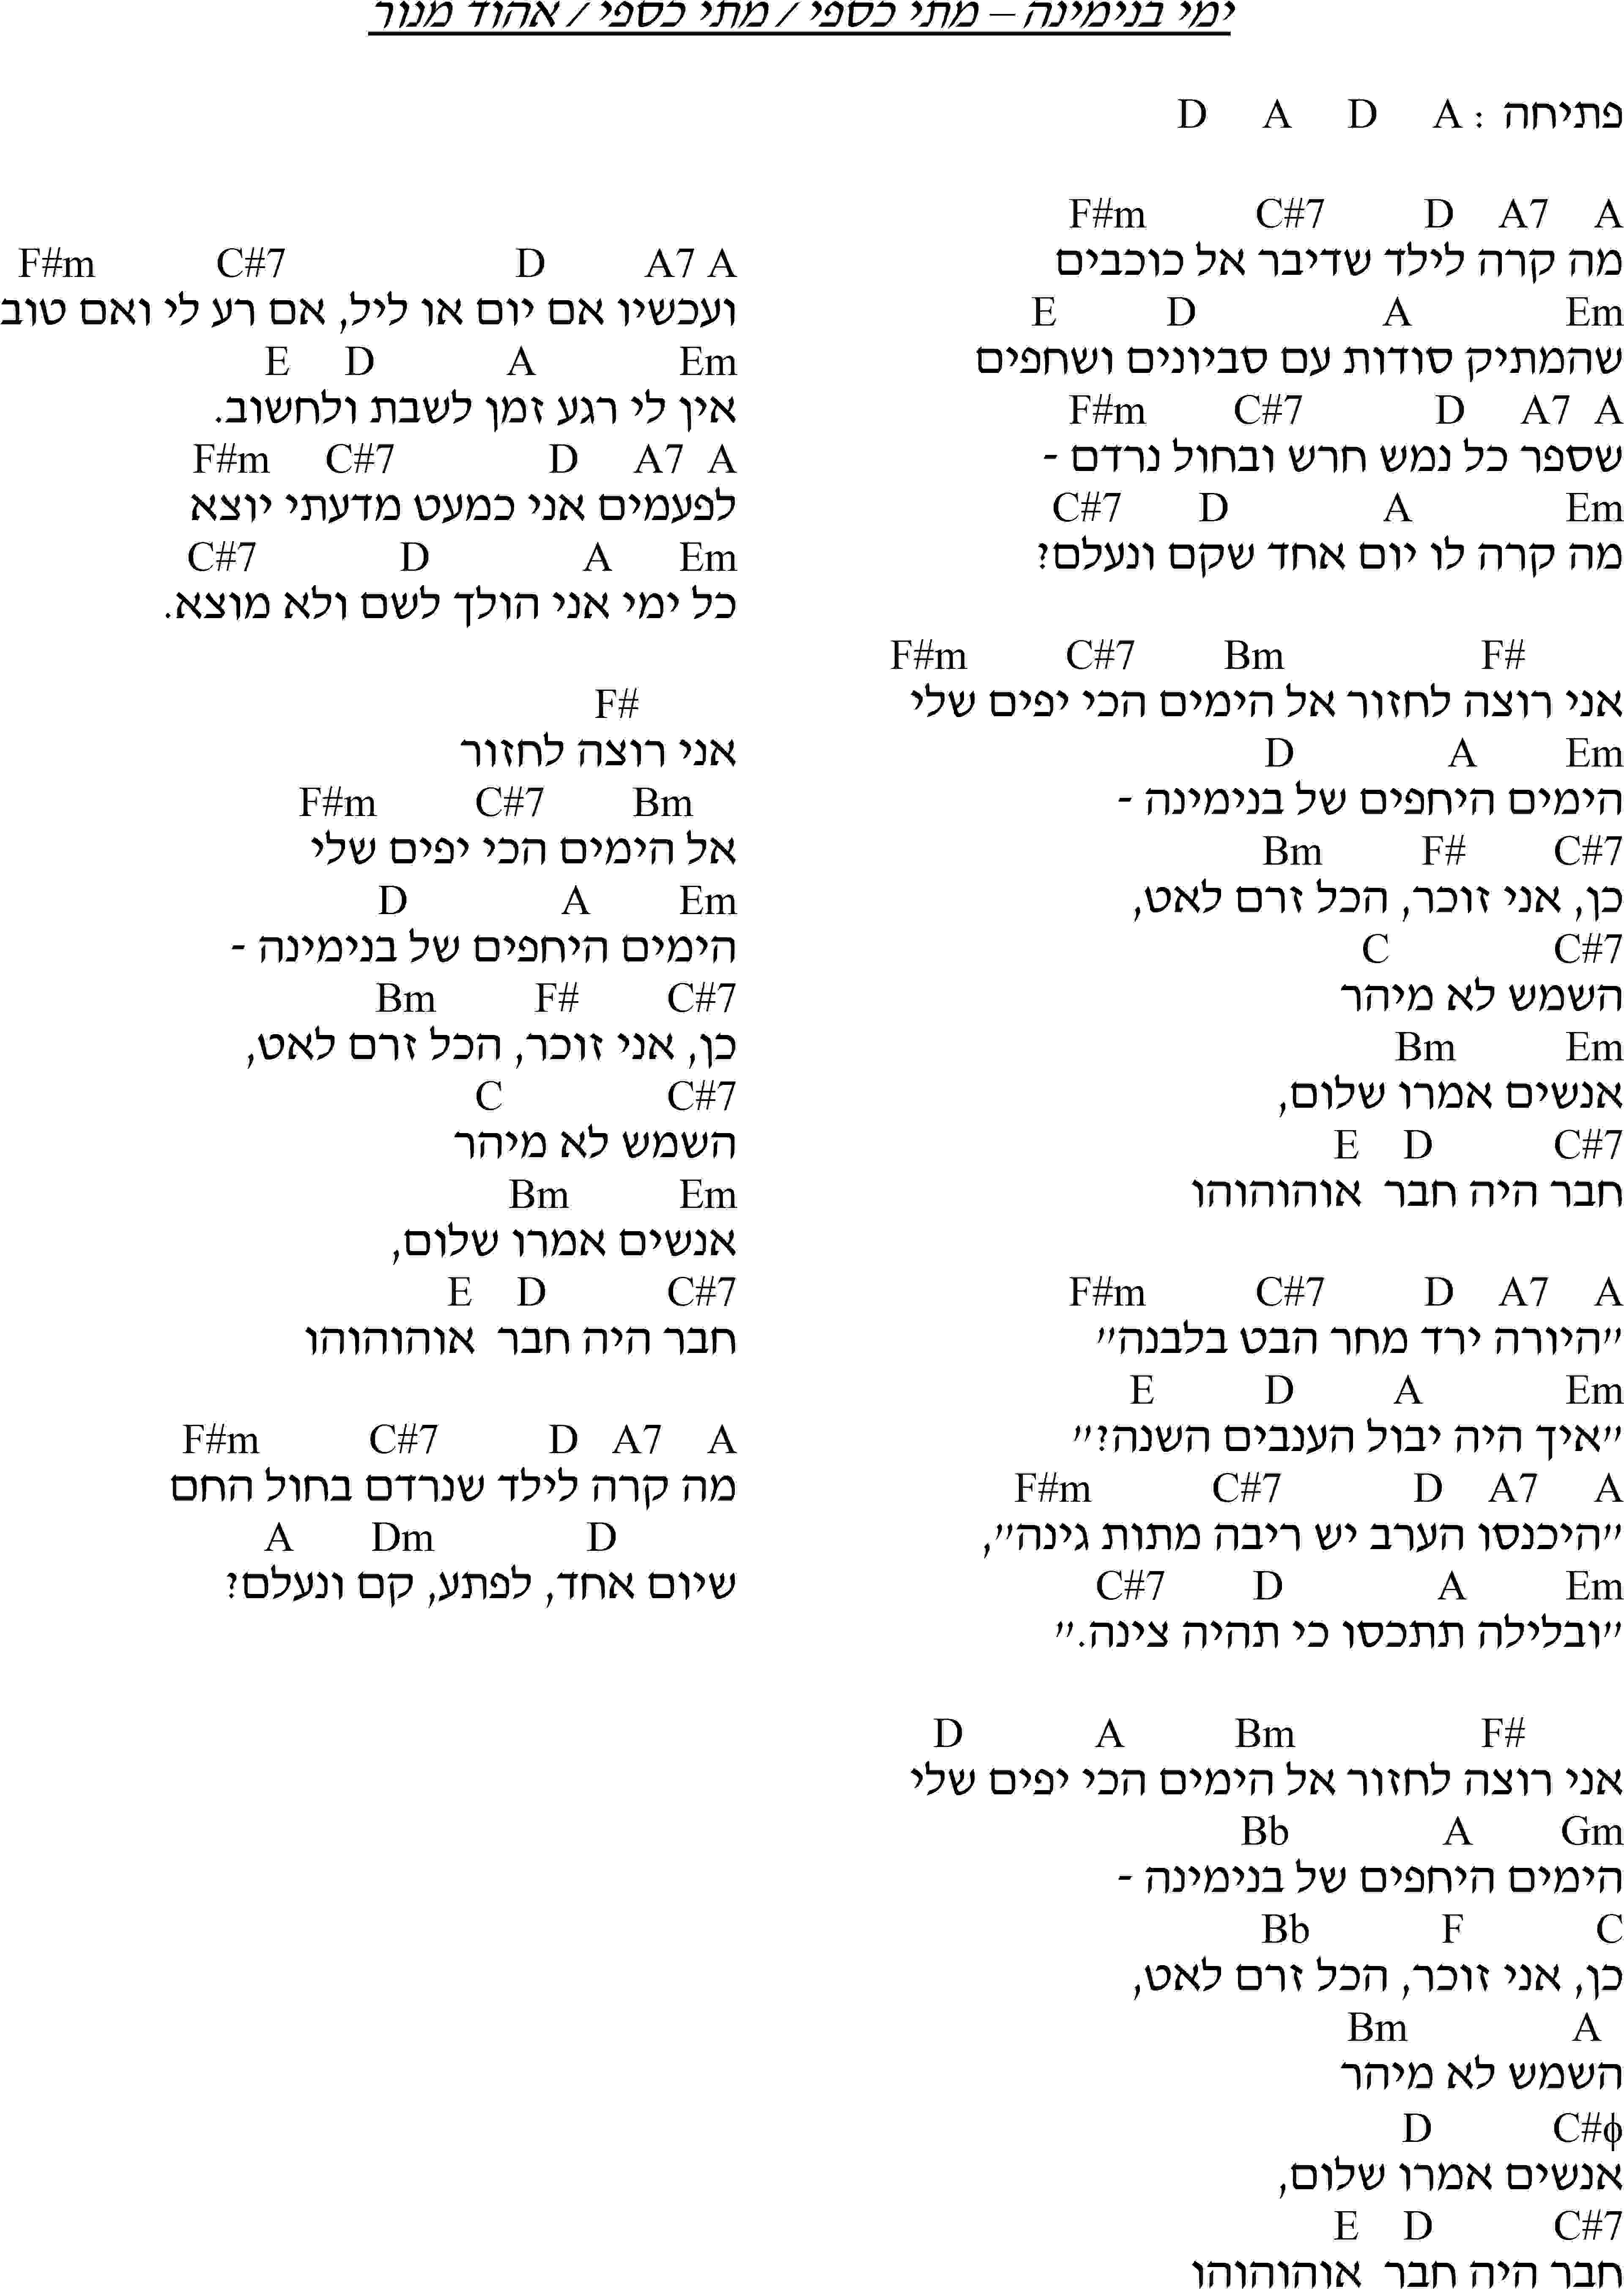 ימי בנימינה – מתי כספי / מתי כספי / אהוד מנור
פתיחה : D A D A
F#m C#7 D A7 A
מה קרה לילד שדיבר אל כוכבים
E D A Em
שהמתיק סודות עם סביונים ושחפים
F#m C#7 D A7 A
שספר כל נמש חרש ובחול נרדם -
C#7 D A Em
מה קרה לו יום אחד שקם ונעלם?
F#m C#7 Bm F#
אני רוצה לחזור אל הימים הכי יפים שלי
D A Em
הימים היחפים של בנימינה -
Bm F# C#7
כן, אני זוכר, הכל זרם לאט,
C C#7
השמש לא מיהר
Bm Em
אנשים אמרו שלום,
E D C#7
חבר היה חבר אוהוהוהו
F#m C#7 D A7 A
"היורה ירד מחר הבט בלבנה"
E D A Em
"איך היה יבול הענבים השנה?"
F#m C#7 D A7 A
"היכנסו הערב יש ריבה מתות גינה",
C#7 D A Em
"ובלילה תתכסו כי תהיה צינה."
D A Bm F#
אני רוצה לחזור אל הימים הכי יפים שלי
Bb A Gm
הימים היחפים של בנימינה -
Bb F C
כן, אני זוכר, הכל זרם לאט,
Bm A
השמש לא מיהר
D C#ϕ
אנשים אמרו שלום,
E D C#7
חבר היה חבר אוהוהוהו
F#m C#7 D A7 A
ועכשיו אם יום או ליל, אם רע לי ואם טוב
E D A Em
אין לי רגע זמן לשבת ולחשוב.
F#m C#7 D A7 A
לפעמים אני כמעט מדעתי יוצא
C#7 D A Em
כל ימי אני הולך לשם ולא מוצא.
F#
אני רוצה לחזור
F#m C#7 Bm
אל הימים הכי יפים שלי
D A Em
הימים היחפים של בנימינה -
Bm F# C#7
כן, אני זוכר, הכל זרם לאט,
C C#7
השמש לא מיהר
Bm Em
אנשים אמרו שלום,
E D C#7
חבר היה חבר אוהוהוהו
F#m C#7 D A7 A
מה קרה לילד שנרדם בחול החם
A Dm D
שיום אחד, לפתע, קם ונעלם?